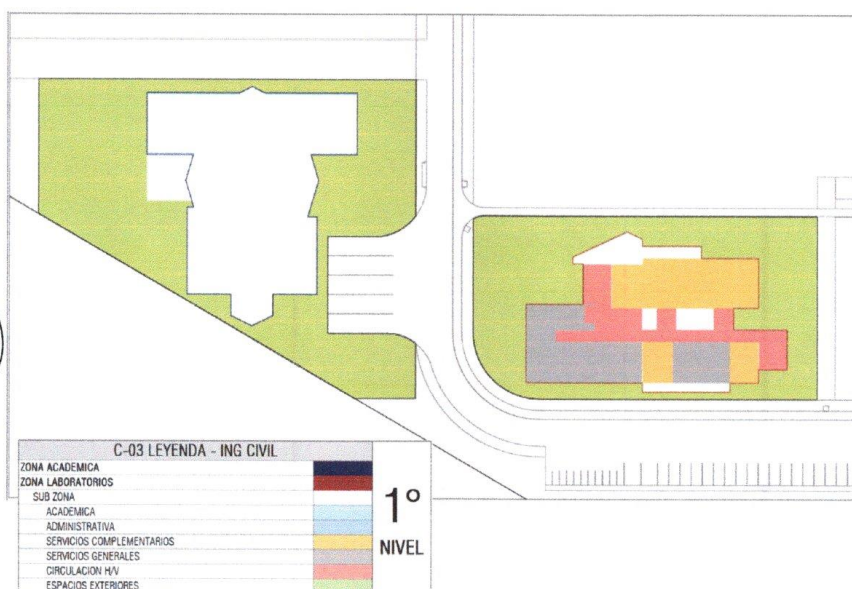 C-03 LEYENDA - ING CIVIL
ZONA ACADEMICA
ZONA LABORATORIOS
SUB ZONA
ACADEMICA
ADMINISTRATIVA
SERVICIOS COMPLEMENTARIOS
SERVICIOS GENERALES
CIRCULACION H/V
ESPACIOS EXTERIORES
1°
NIVEL